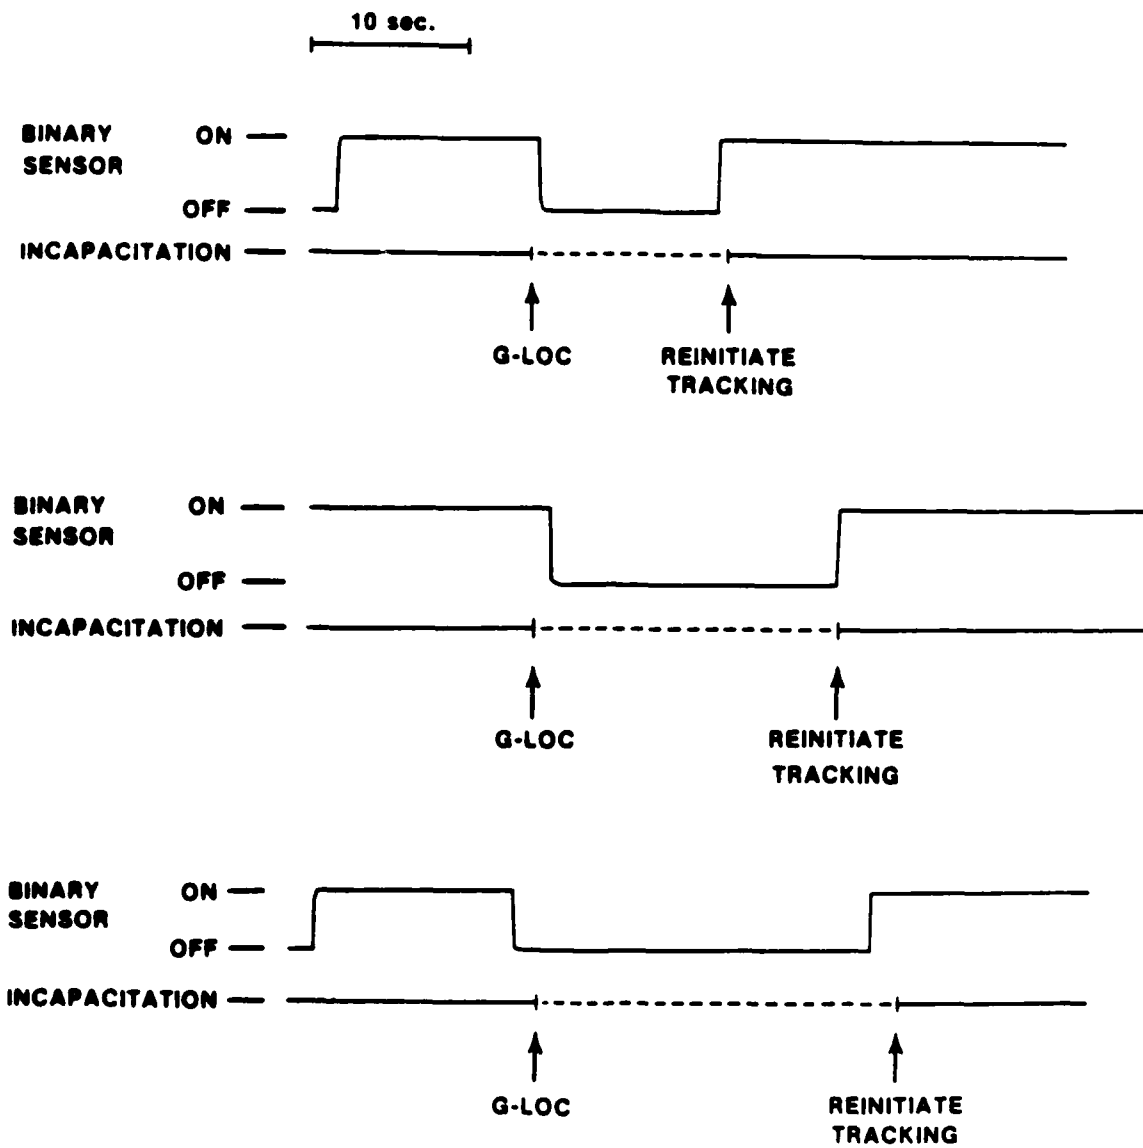 10 sec.
BINARY SENSOR
ON
OFF
INCAPACITATION
G-LOC
REINITIATE TRACKING
BINARY SENSOR
ON
OFF
INCAPACITATION
G-LOC
REINITIATE TRACKING
BINARY SENSOR
ON
OFF
INCAPACITATION
G-LOC
REINITIATE TRACKING